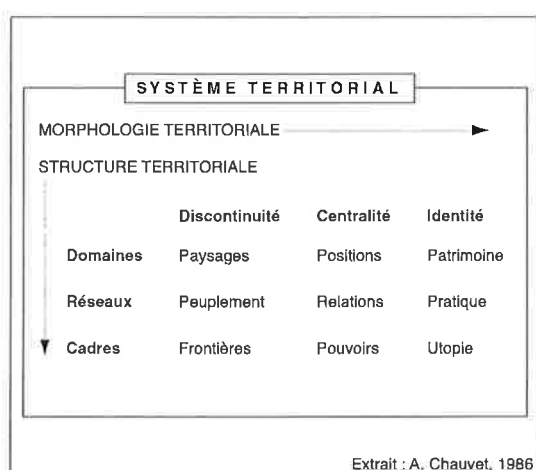 SYSTÈME TERRITORIAL
MORPHOLOGIE TERRITORIALE
STRUCTURE TERRITORIALE
Discontinuité Centralité Identité
Domaines Paysages Positions Patrimoine
Réseaux Peuplement Relations Pratique
Cadres Frontières Pouvoirs Utopie
Extrait : A. Chauvet, 1986